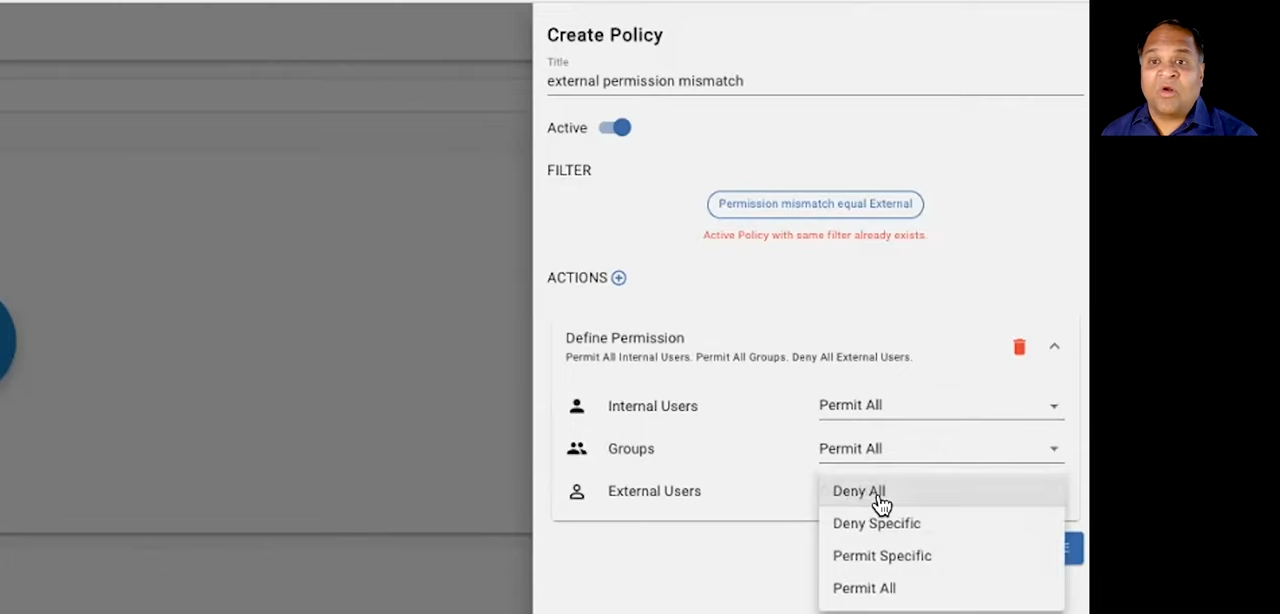 Create Policy
Title
external permission mismatch
Active
FILTER
Permission mismatch equal External
Active Policy with same filter already exists.
ACTIONS
Define Permission
Permit All Internal Users. Permit All Groups. Deny All External Users.
Internal Users Permit All
Groups Permit All
External Users Deny All
Deny Specific
Permit Specific
Permit All